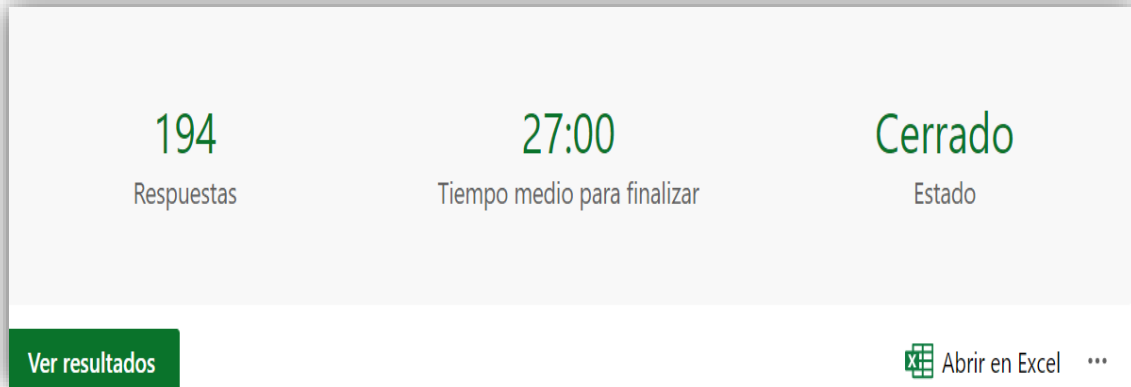 194 27:00 Cerrado
Respuestas Tiempo medio para finalizar Estado
Ver resultados Abrir en Excel ...